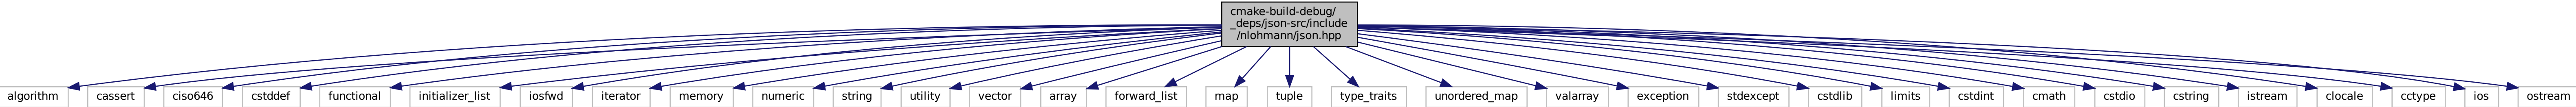 cmake-build-debug/
_deps/json-src/include
/nlohmann/json.hpp
algorithm
cassert
ciso646
cstddef
functional
initializer_list
iosfwd
iterator
memory
numeric
string
utility
vector
array
forward_list
map
tuple
type_traits
unordered_map
valarray
exception
stdexcept
cstdlib
limits
cstdint
cmath
cstdio
cstring
istream
clocale
cctype
ios
ostream